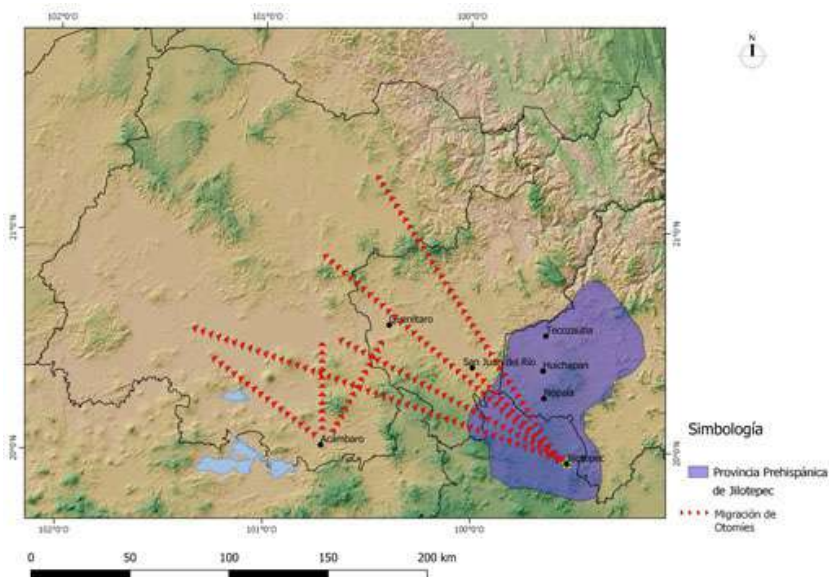 102°0'O 101°0'O 100°0'O
N
21°0'N 21°0'N
Querétaro
Tecozautla
San Juan del Río
Huichapan
Nopala
Acámbaro
Jilotepec
20°0'N 20°0'N
102°0'O 101°0'O 100°0'O
Simbología
Provincia Prehispánica
de Jilotepec
Migración de
Otomíes
0 50 100 150 200 km